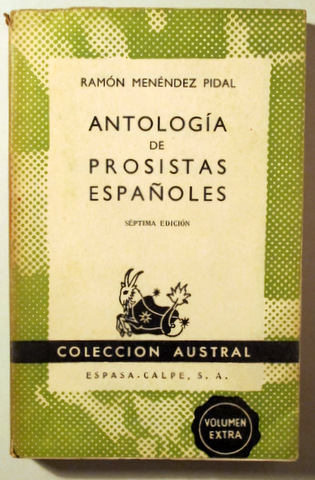 RAMÓN MENÉNDEZ PIDAL
ANTOLOGÍA
DE
PROSISTAS
ESPAÑOLES
SÉPTIMA EDICIÓN
COLECCION AUSTRAL
ESPASA-CALPE, S. A.
VOLUMEN
EXTRA